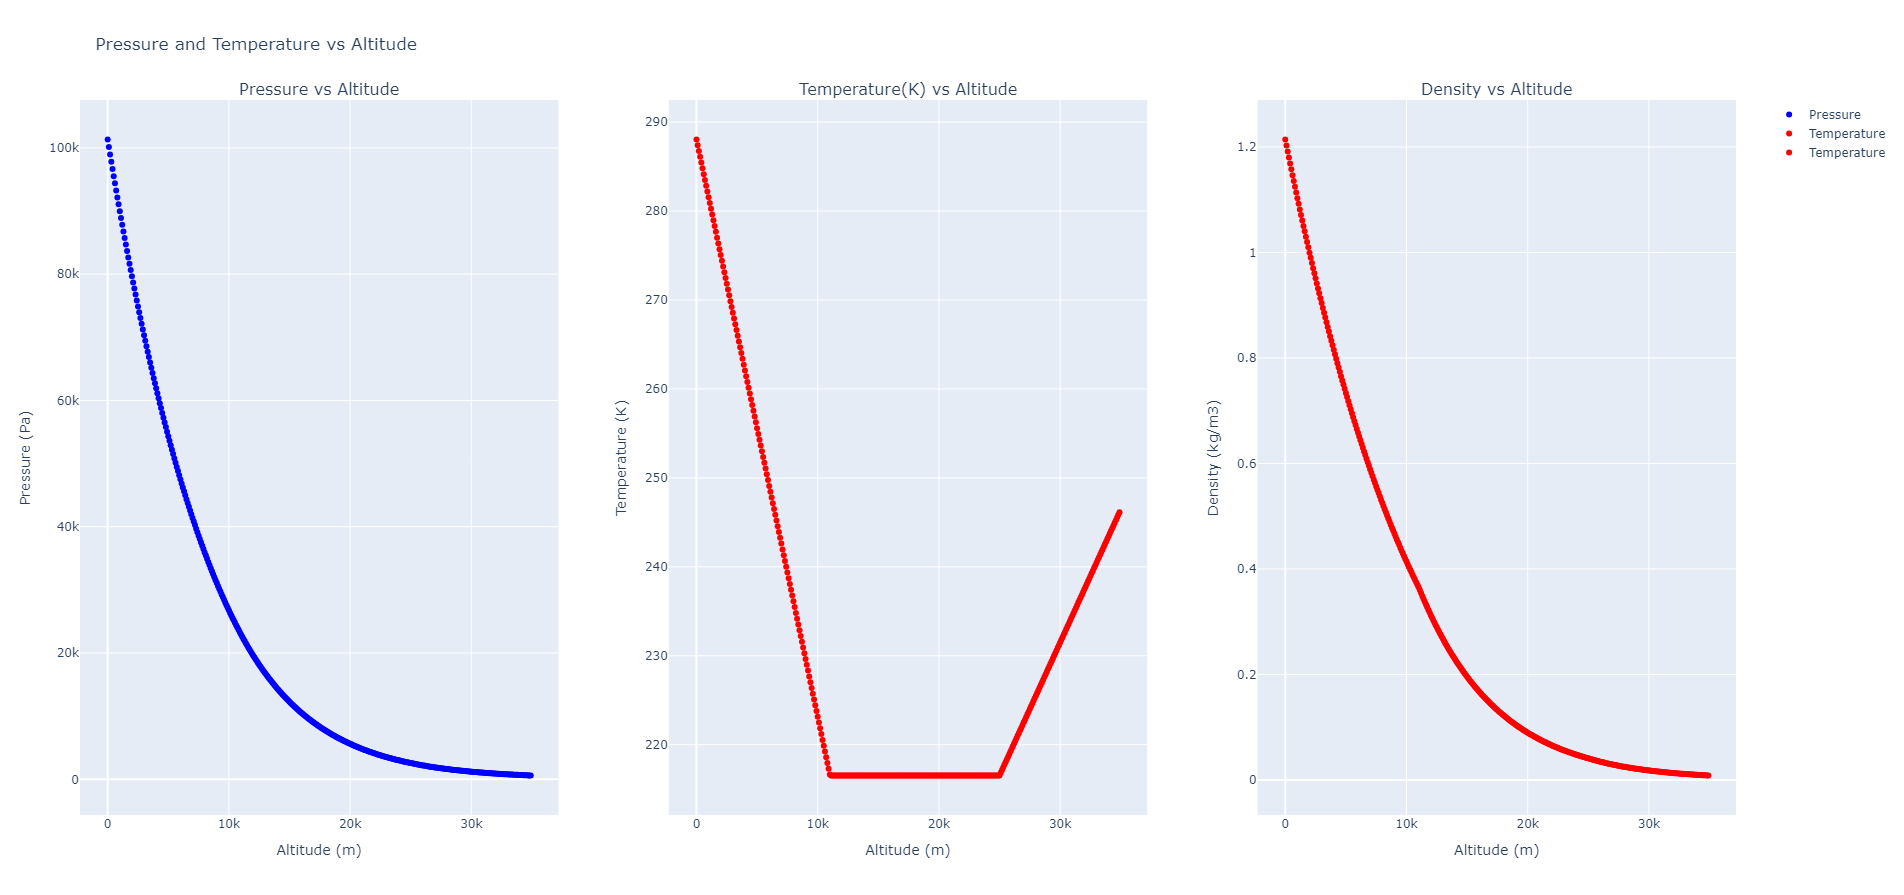 Pressure and Temperature vs Altitude
Pressure vs Altitude
Temperature(K) vs Altitude
Density vs Altitude
Pressure
Temperature
Temperature
Pressure (Pa)
100k
80k
60k
40k
20k
0
0
10k
20k
30k
Altitude (m)
Temperature (K)
290
280
270
260
250
240
230
220
0
10k
20k
30k
Altitude (m)
Density (kg/m3)
1.2
1
0.8
0.6
0.4
0.2
0
0
10k
20k
30k
Altitude (m)